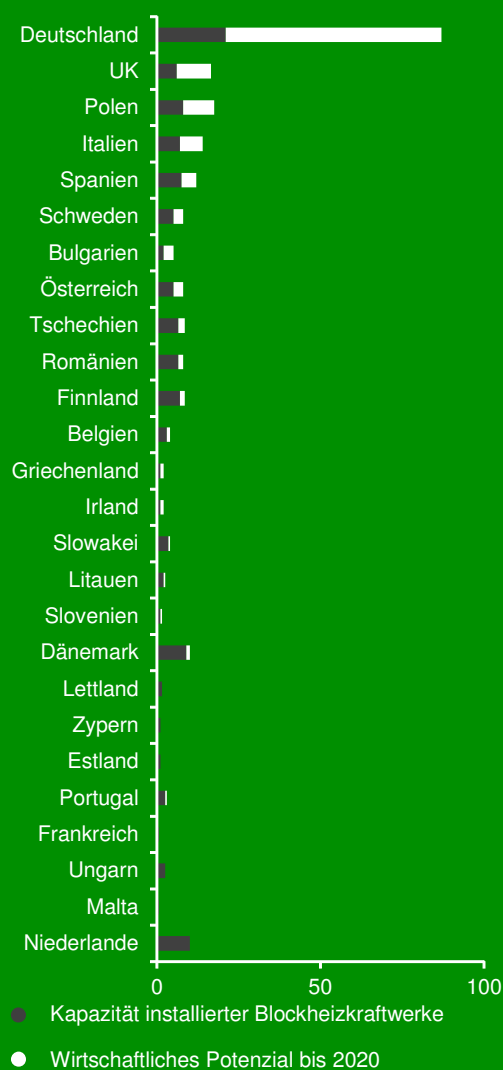 Deutschland
UK
Polen
Italien
Spanien
Schweden
Bulgarien
Österreich
Tschechien
Romänien
Finnland
Belgien
Griechenland
Irland
Slowakei
Litauen
Slovenien
Dänemark
Lettland
Zypern
Estland
Portugal
Frankreich
Ungarn
Malta
Niederlande
0 50 100
Kapazität installierter Blockheizkraftwerke
Wirtschaftliches Potenzial bis 2020